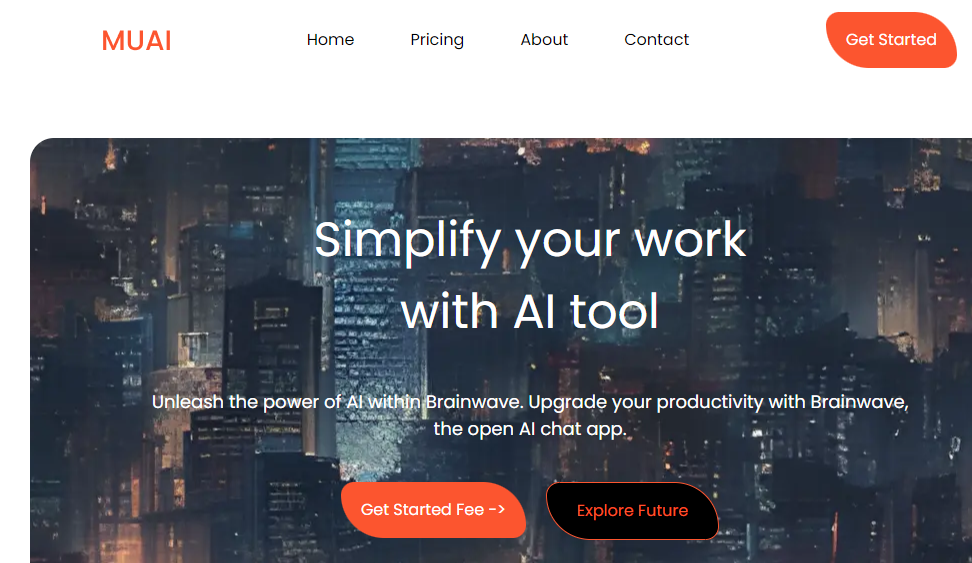 MUAI
Home
Pricing
About
Contact
Get Started
Simplify your work
with AI tool
Unleash the power of AI within Brainwave. Upgrade your productivity with Brainwave,
the open AI chat app.
Get Started Fee ->
Explore Future